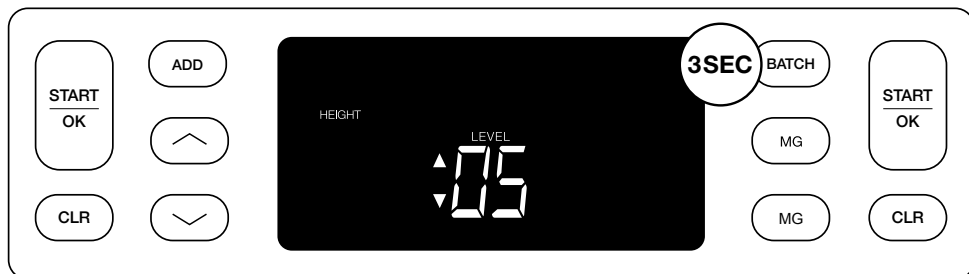 START
OK
CLR
ADD
HEIGHT
LEVEL
05
3SEC
BATCH
MG
MG
START
OK
CLR